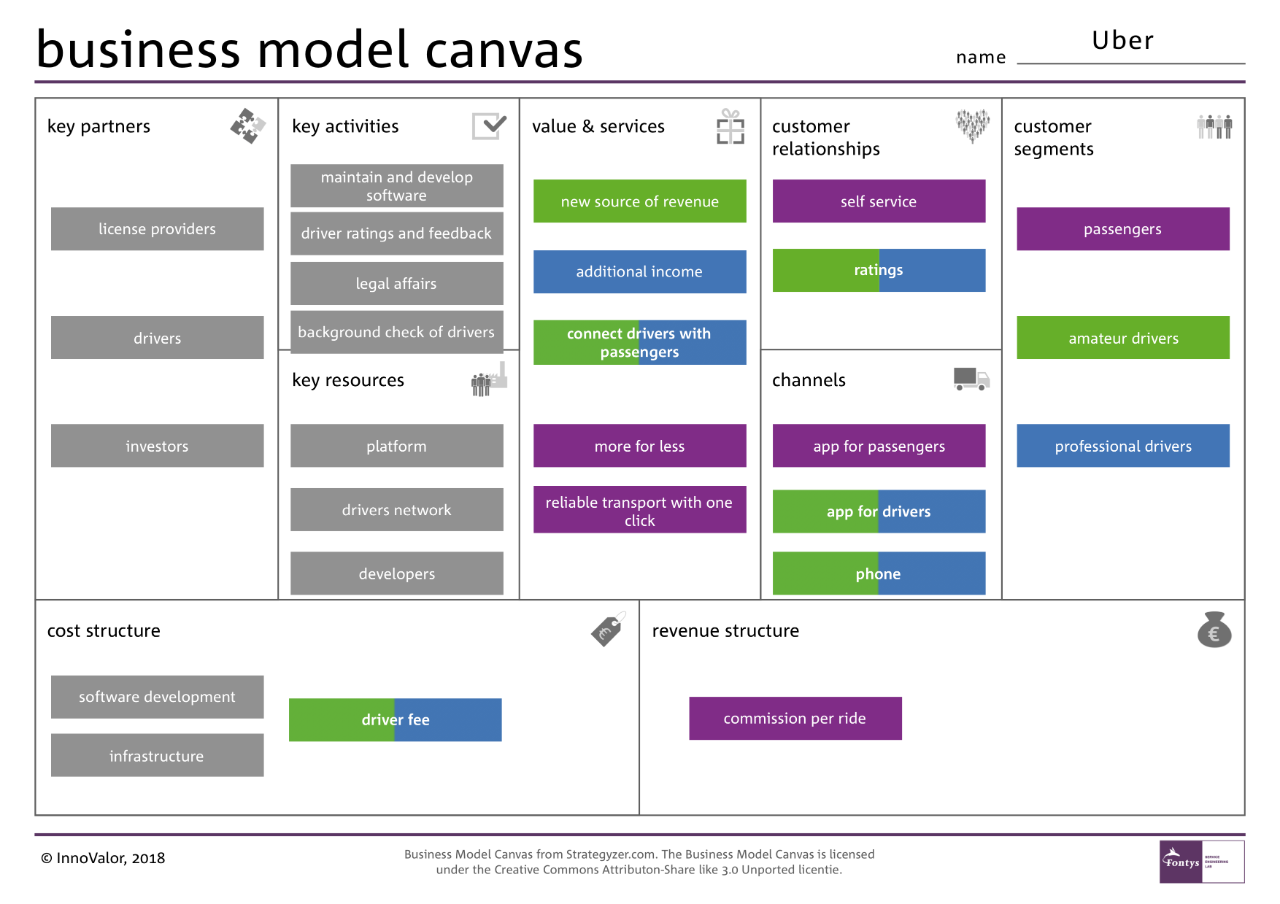 business model canvas
name
Uber
key partners
license providers
drivers
investors
key activities
maintain and develop
software
driver ratings and feedback
legal affairs
background check of drivers
key resources
platform
drivers network
developers
value & services
new source of revenue
additional income
connect drivers with
passengers
more for less
reliable transport with one
click
customer
relationships
self service
ratings
channels
app for passengers
app for drivers
phone
customer
segments
passengers
amateur drivers
professional drivers
cost structure
software development
infrastructure
driver fee
revenue structure
€
commission per ride
© InnoValor, 2018
Business Model Canvas from Strategyzer.com. The Business Model Canvas is licensed
under the Creative Commons Attributon-Share like 3.0 Unported licentie.
Fontys
SERVICE
ENGINEERING
LAB